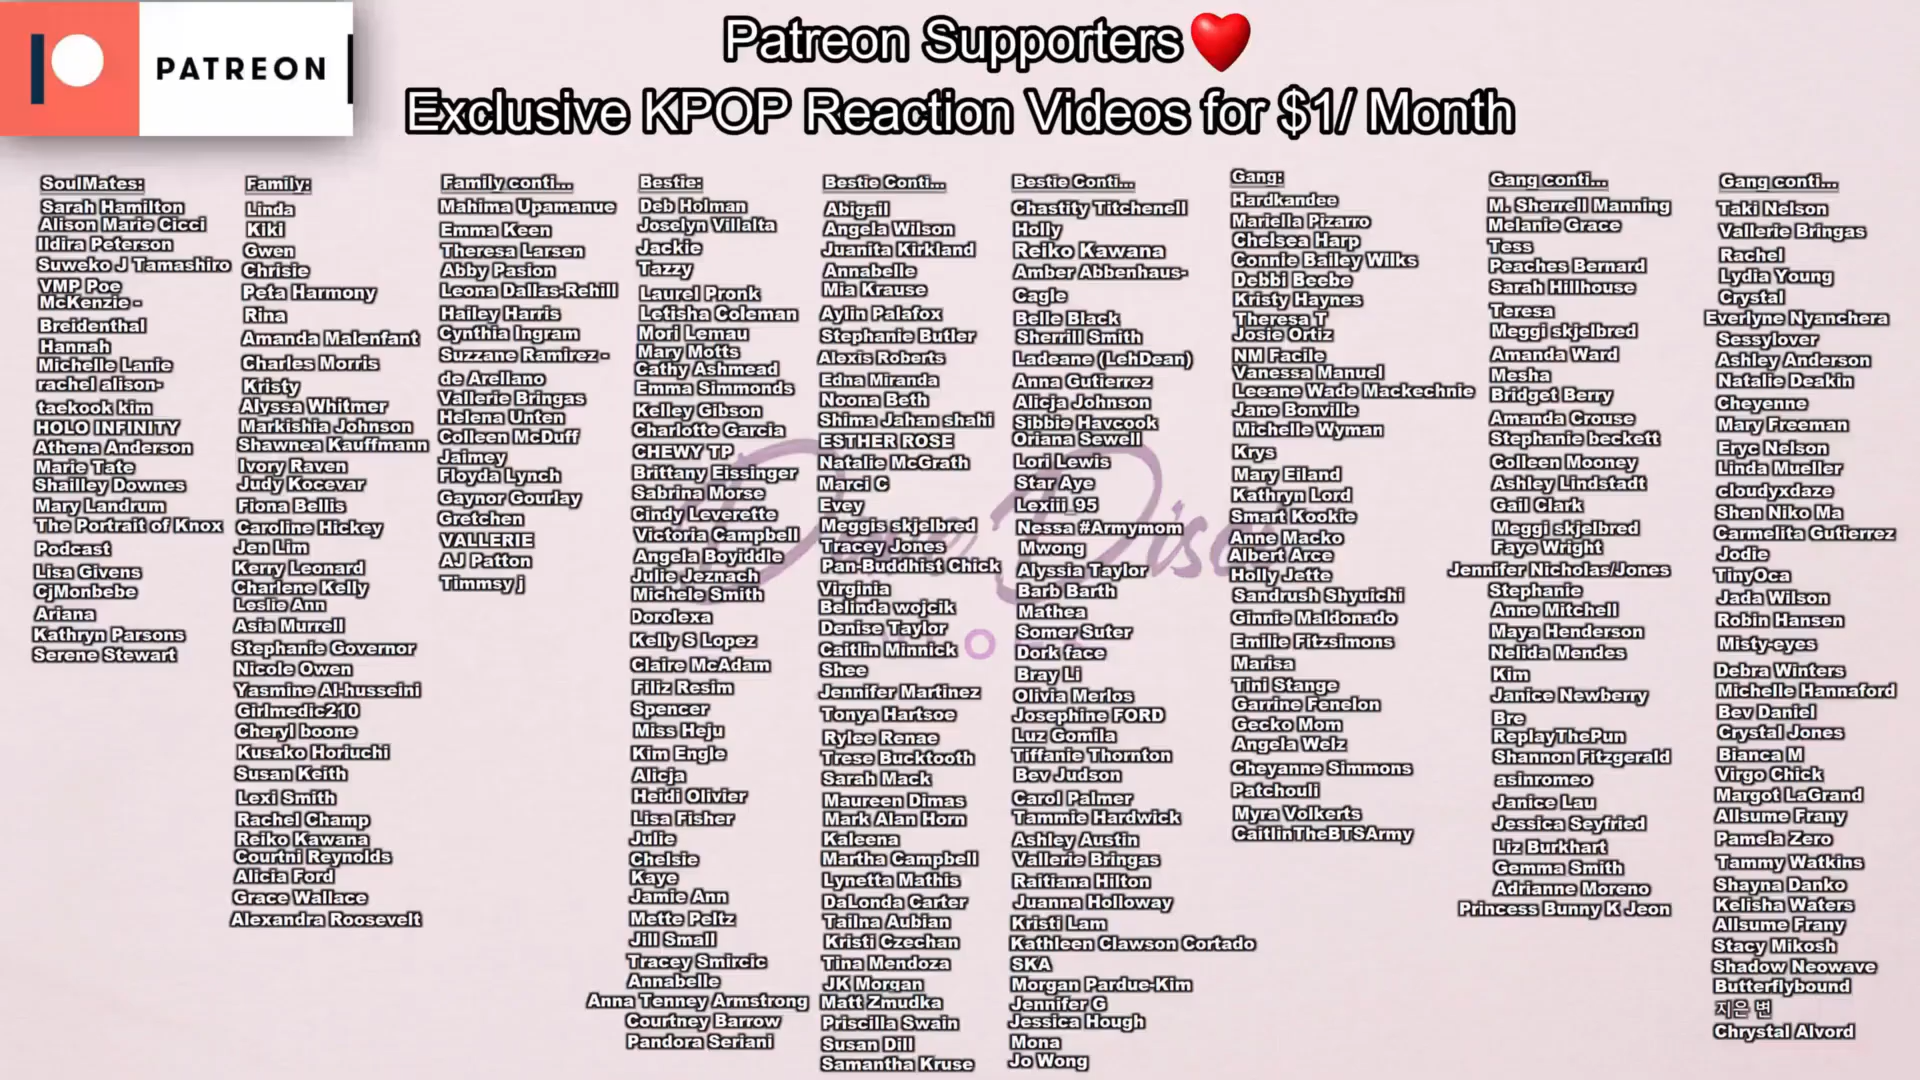 PATREON
Patreon Supporters
Exclusive KPOP Reaction Videos for $1/ Month
SoulMates:
Sarah Hamilton
Alison Marie Cicci
Ildira Peterson
Suweko J Tamashiro
VMP Poe
McKenzie -
Breidenthal
Hannah
Michelle Lanie
rachel alison-
taekook kim
HOLO INFINITY
Athena Anderson
Marie Tate
Shailley Downes
Mary Landrum
The Portrait of Knox
Podcast
Lisa Givens
CjMonbebe
Ariana
Kathryn Parsons
Serene Stewart
Family:
Linda
Kiki
Gwen
Chrisie
Peta Harmony
Rina
Amanda Malenfant
Charles Morris
Kristy
Alyssa Whitmer
Markishia Johnson
Shawnea Kauffmann
Ivory Raven
Judy Kocevar
Fiona Bellis
Caroline Hickey
Jen Lim
Kerry Leonard
Charlene Kelly
Leslie Ann
Asia Murrell
Stephanie Governor
Nicole Owen
Yasmine Al-husseini
Girlmedic210
Cheryl boone
Kusako Horiuchi
Susan Keith
Lexi Smith
Rachel Champ
Reiko Kawana
Courtni Reynolds
Alicia Ford
Grace Wallace
Alexandra Roosevelt
Family conti...
Mahima Upamanue
Emma Keen
Theresa Larsen
Abby Pasion
Leona Dallas-Rehill
Hailey Harris
Cynthia Ingram
Suzzane Ramirez -
de Arellano
Vallerie Bringas
Helena Unten
Colleen McDuff
Jaimey
Floyda Lynch
Gaynor Gourlay
Gretchen
VALLERIE
AJ Patton
Timmsy j
Bestie:
Deb Holman
Joselyn Villalta
Jackie
Tazzy
Laurel Pronk
Letisha Coleman
Mori Lemau
Mary Motts
Cathy Ashmead
Emma Simmonds
Kelley Gibson
Charlotte Garcia
CHEWY TP
Brittany Eissinger
Sabrina Morse
Cindy Leverette
Victoria Campbell
Angela Boyiddle
Julie Jeznach
Michele Smith
Dorolexa
Kelly S Lopez
Claire McAdam
Filiz Resim
Spencer
Miss Heju
Kim Engle
Alicja
Heidi Olivier
Lisa Fisher
Julie
Chelsie
Kaye
Jamie Ann
Mette Peltz
Jill Small
Tracey Smircic
Annabelle
Anna Tenney Armstrong
Courtney Barrow
Pandora Seriani
Bestie Conti...
Abigail
Angela Wilson
Juanita Kirkland
Annabelle
Mia Krause
Aylin Palafox
Stephanie Butler
Alexis Roberts
Edna Miranda
Noona Beth
Shima Jahan shahi
ESTHER ROSE
Natalie McGrath
Marci C
Evey
Meggis skjelbred
Tracey Jones
Pan-Buddhist Chick
Virginia
Belinda wojcik
Denise Taylor
Caitlin Minnick
Shee
Jennifer Martinez
Tonya Hartsoe
Rylee Renae
Trese Bucktooth
Sarah Mack
Maureen Dimas
Mark Alan Horn
Kaleena
Martha Campbell
Lynetta Mathis
DaLonda Carter
Tailna Aubian
Kristi Czechan
Tina Mendoza
JK Morgan
Matt Zmudka
Priscilla Swain
Susan Dill
Samantha Kruse
Bestie Conti...
Chastity Titchenell
Holly
Reiko Kawana
Amber Abbenhaus-
Cagle
Belle Black
Sherrill Smith
Ladeane (LehDean)
Anna Gutierrez
Alicja Johnson
Sibbie Havcook
Oriana Sewell
Lori Lewis
Star Aye
Lexiii_95
Nessa #Armymom
Mwong
Alyssia Taylor
Barb Barth
Mathea
Somer Suter
Dork face
Bray Li
Olivia Merlos
Josephine FORD
Luz Gomila
Tiffanie Thornton
Bev Judson
Carol Palmer
Tammie Hardwick
Ashley Austin
Vallerie Bringas
Raitiana Hilton
Juanna Holloway
Kristi Lam
Kathleen Clawson Cortado
SKA
Morgan Pardue-Kim
Jennifer G
Jessica Hough
Mona
Jo Wong
Gang:
Hardkandee
Mariella Pizarro
Chelsea Harp
Connie Bailey Wilks
Debbi Beebe
Kristy Haynes
Theresa T
Josie Ortiz
NM Facile
Vanessa Manuel
Leeane Wade Mackechnie
Jane Bonville
Michelle Wyman
Krys
Mary Eiland
Kathryn Lord
Smart Kookie
Anne Macko
Albert Arce
Holly Jette
Sandrush Shyuichi
Ginnie Maldonado
Emilie Fitzsimons
Marisa
Tini Stange
Garrine Fenelon
Gecko Mom
Angela Welz
Cheyanne Simmons
Patchouli
Myra Volkerts
CaitlinTheBTSArmy
Gang conti...
M. Sherrell Manning
Melanie Grace
Tess
Peaches Bernard
Sarah Hillhouse
Teresa
Meggi skjelbred
Amanda Ward
Mesha
Bridget Berry
Amanda Crouse
Stephanie beckett
Colleen Mooney
Ashley Lindstadt
Gail Clark
Meggi skjelbred
Faye Wright
Jennifer Nicholas/Jones
Stephanie
Anne Mitchell
Maya Henderson
Nelida Mendes
Kim
Janice Newberry
Bre
ReplayThePun
Shannon Fitzgerald
asinromeo
Janice Lau
Jessica Seyfried
Liz Burkhart
Gemma Smith
Adrianne Moreno
Princess Bunny K Jeon
Gang conti...
Taki Nelson
Vallerie Bringas
Rachel
Lydia Young
Crystal
Everlyne Nyanchera
Sessylover
Ashley Anderson
Natalie Deakin
Cheyenne
Mary Freeman
Eryc Nelson
Linda Mueller
cloudyxdaze
Shen Niko Ma
Carmelita Gutierrez
Jodie
TinyOca
Jada Wilson
Robin Hansen
Misty-eyes
Debra Winters
Michelle Hannaford
Bev Daniel
Crystal Jones
Bianca M
Virgo Chick
Margot LaGrand
Allsume Frany
Pamela Zero
Tammy Watkins
Shayna Danko
Kelisha Waters
Allsume Frany
Stacy Mikosh
Shadow Neowave
Butterflybound
지은 변
Chrystal Alvord